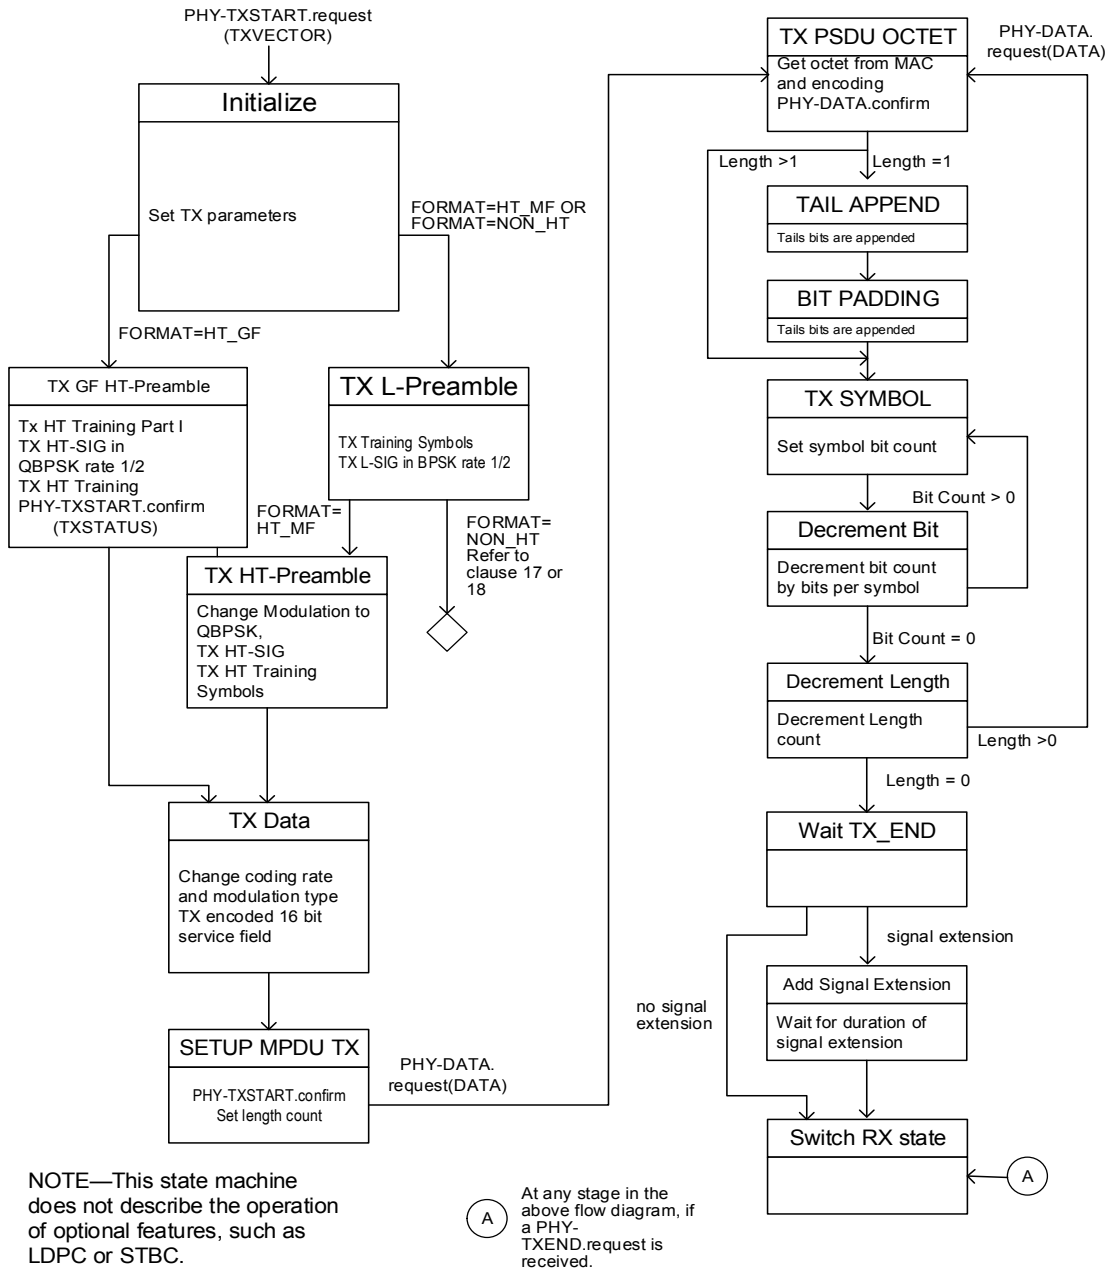 PHY-TXSTART.request
(TXVECTOR)
Initialize
Set TX parameters
FORMAT=HT_MF OR
FORMAT=NON_HT
FORMAT=HT_GF
TX GF HT-Preamble
Tx HT Training Part I
TX HT-SIG in
QBPSK rate 1/2
TX HT Training
PHY-TXSTART.confirm
(TXSTATUS)
TX L-Preamble
TX Training Symbols
TX L-SIG in BPSK rate 1/2
FORMAT=
HT_MF
FORMAT=
NON_HT
Refer to
clause 17 or
18
TX HT-Preamble
Change Modulation to
QBPSK,
TX HT-SIG
TX HT Training
Symbols
TX Data
Change coding rate
and modulation type
TX encoded 16 bit
service field
SETUP MPDU TX
PHY-TXSTART.confirm
Set length count
PHY-DATA.
request(DATA)
TX PSDU OCTET
Get octet from MAC
and encoding
PHY-DATA.confirm
PHY-DATA.
request(DATA)
Length >1
Length =1
TAIL APPEND
Tails bits are appended
BIT PADDING
Tails bits are appended
TX SYMBOL
Set symbol bit count
Bit Count > 0
Decrement Bit
Decrement bit count
by bits per symbol
Bit Count = 0
Decrement Length
Decrement Length
count
Length >0
Length = 0
Wait TX_END
signal extension
no signal
extension
Add Signal Extension
Wait for duration of
signal extension
Switch RX state
A
NOTE—This state machine
does not describe the operation
of optional features, such as
LDPC or STBC.
A
At any stage in the
above flow diagram, if
a PHY-
TXEND.request is
received.